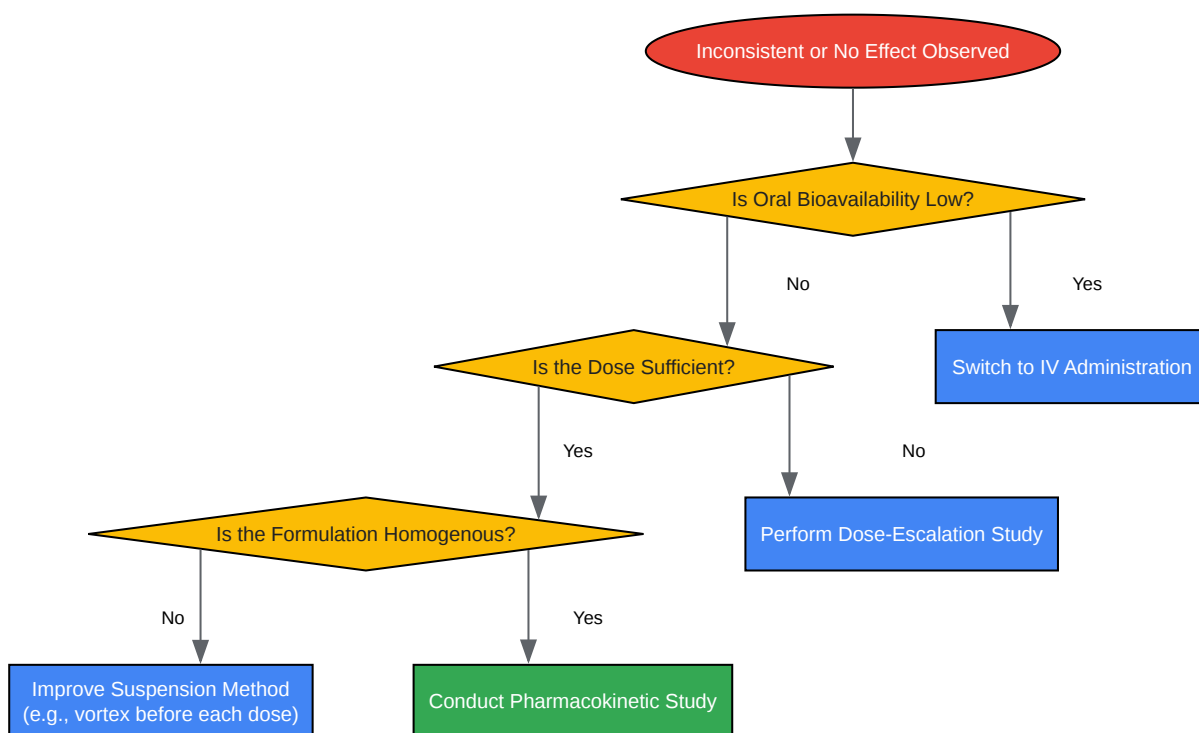 Inconsistent or No Effect Observed
Is Oral Bioavailability Low?
No
Yes
Is the Dose Sufficient?
Switch to IV Administration
Yes
No
Is the Formulation Homogenous?
Perform Dose-Escalation Study
No
Yes
Improve Suspension Method
(e.g., vortex before each dose)
Conduct Pharmacokinetic Study